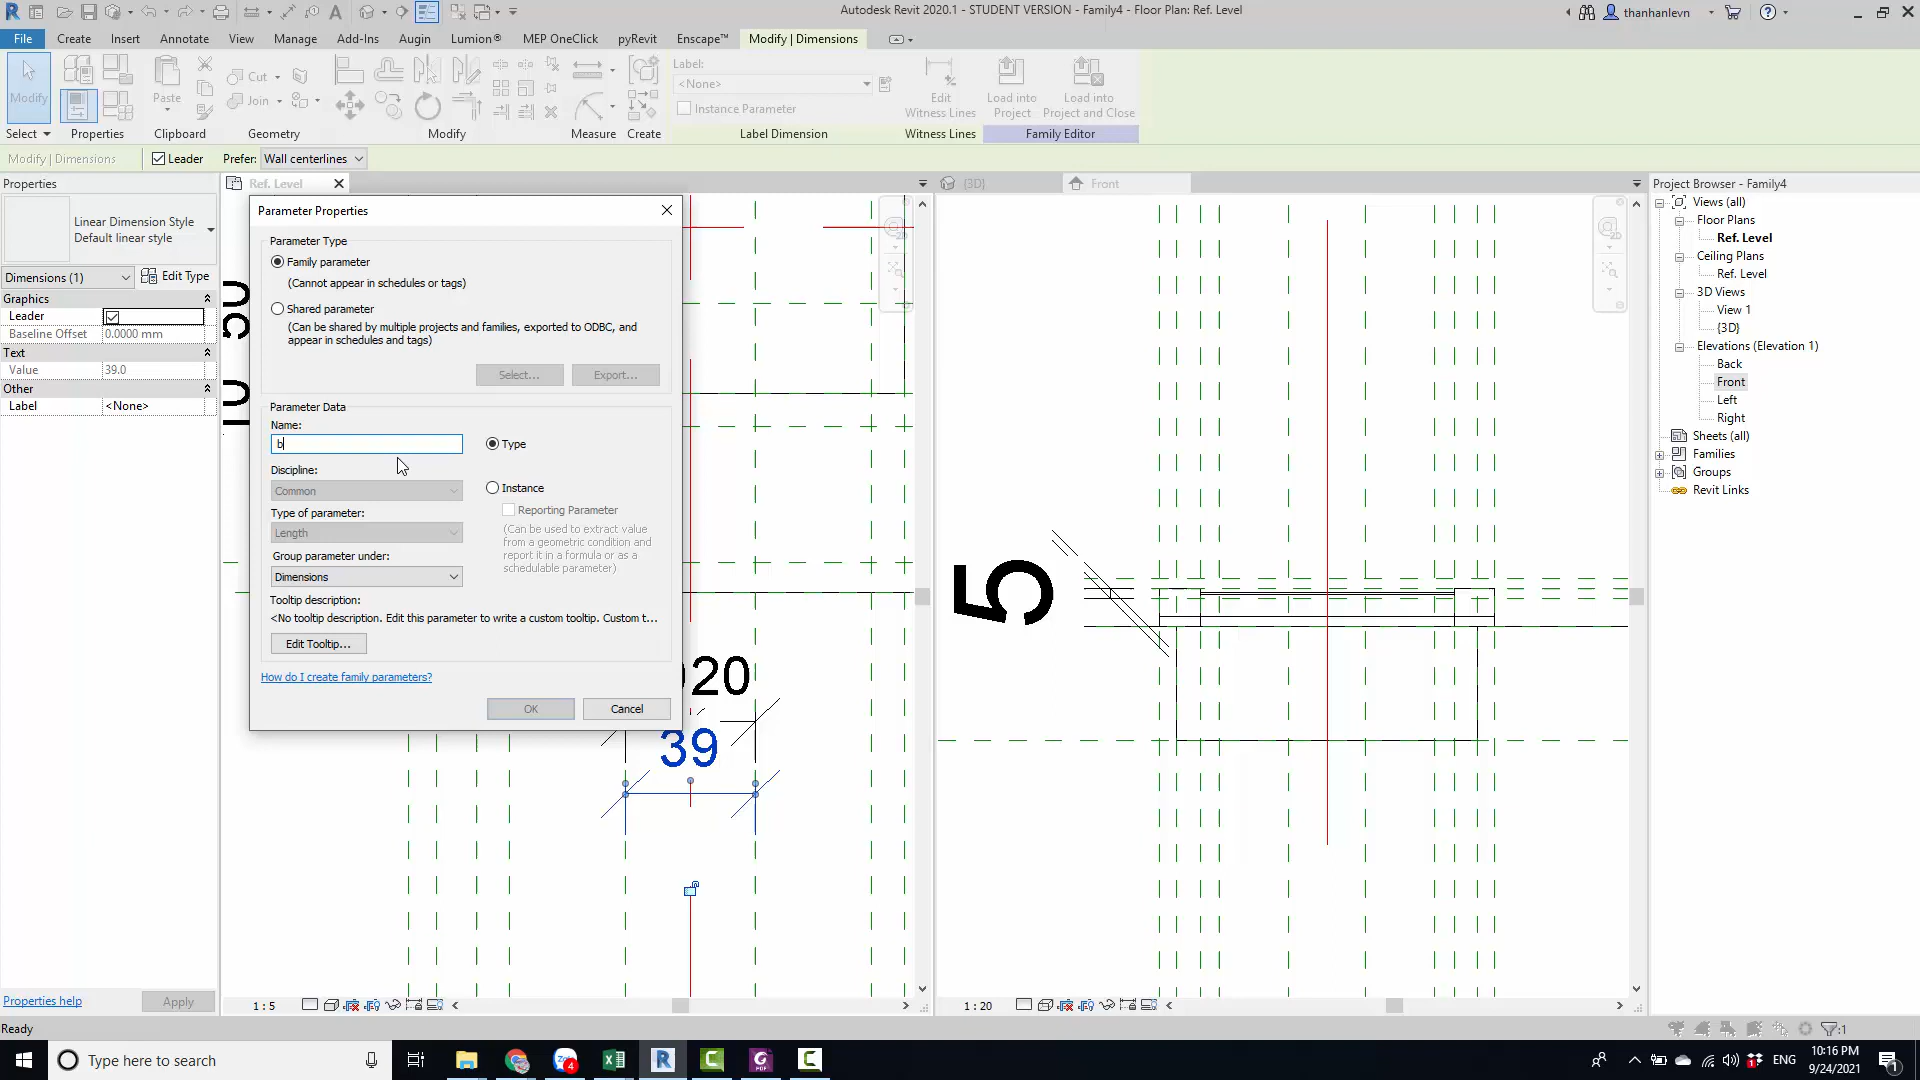 Autodesk Revit 2020.1 - STUDENT VERSION - Family4 - Floor Plan: Ref. Level
thanhanlevn
File Create Insert Annotate View Manage Add-Ins Augin Lumion® MEP OneClick pyRevit Enscape™ Modify | Dimensions
Modify
Paste
Cut
Join
Label:
<None>
Instance Parameter
Edit
Witness Lines
Load into
Project
Load into
Project and Close
Select Properties Clipboard Geometry Modify Measure Create Label Dimension Witness Lines Family Editor
Modify | Dimensions
Leader
Prefer: Wall centerlines
Properties
Linear Dimension Style
Default linear style
Dimensions (1)
Edit Type
Graphics
Leader
Baseline Offset 0.0000 mm
Text
Value 39.0
Other
Label <None>
Properties help
Apply
Ref. Level
Parameter Properties
Parameter Type
Family parameter
(Cannot appear in schedules or tags)
Shared parameter
(Can be shared by multiple projects and families, exported to ODBC, and
appear in schedules and tags)
Select...
Export...
Parameter Data
Name:
b
Type
Discipline:
Common
Instance
Reporting Parameter
(Can be used to extract value
from a geometric condition and
report it in a formula or as a
schedulable parameter)
Type of parameter:
Length
Group parameter under:
Dimensions
Tooltip description:
<No tooltip description. Edit this parameter to write a custom tooltip. Custom t...
Edit Tooltip...
How do I create family parameters?
OK
Cancel
20
39
1 : 5
{3D}
Front
5
1 : 20
Project Browser - Family4
Views (all)
Floor Plans
Ref. Level
Ceiling Plans
Ref. Level
3D Views
View 1
{3D}
Elevations (Elevation 1)
Back
Front
Left
Right
Sheets (all)
Families
Groups
Revit Links
Ready
:1
Type here to search
4
ENG
10:16 PM
9/24/2021
1